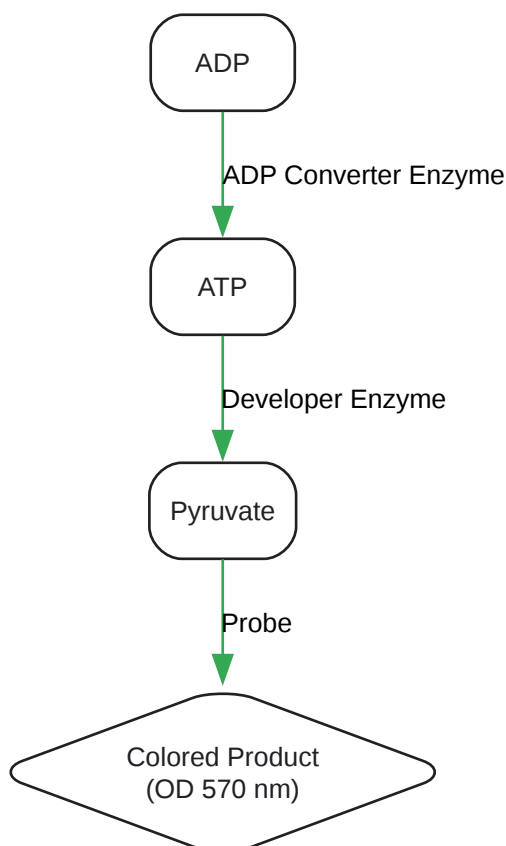 ADP
ADP Converter Enzyme
ATP
Developer Enzyme
Pyruvate
Probe
Colored Product
(OD 570 nm)